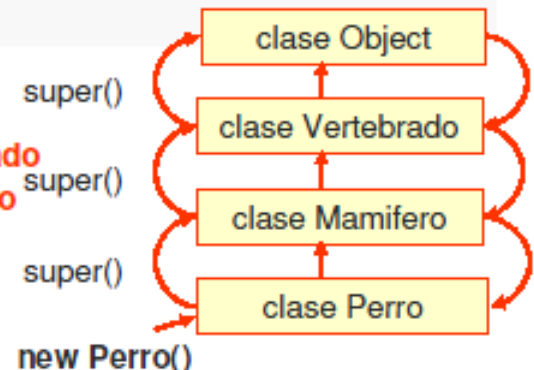 clase Object
super()
clase Vertebrado
super()
clase Mamifero
super()
clase Perro
new Perro()